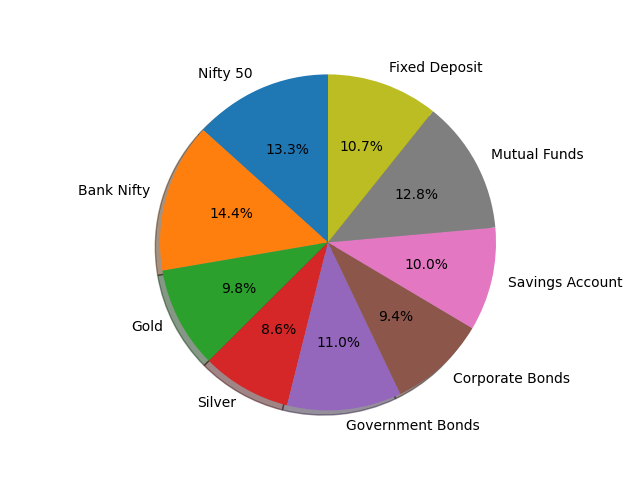 Fixed Deposit
Nifty 50
10.7%
13.3%
Mutual Funds
12.8%
Bank Nifty
14.4%
10.0%
Savings Account
9.8%
9.4%
Gold
8.6%
11.0%
Corporate Bonds
Silver
Government Bonds